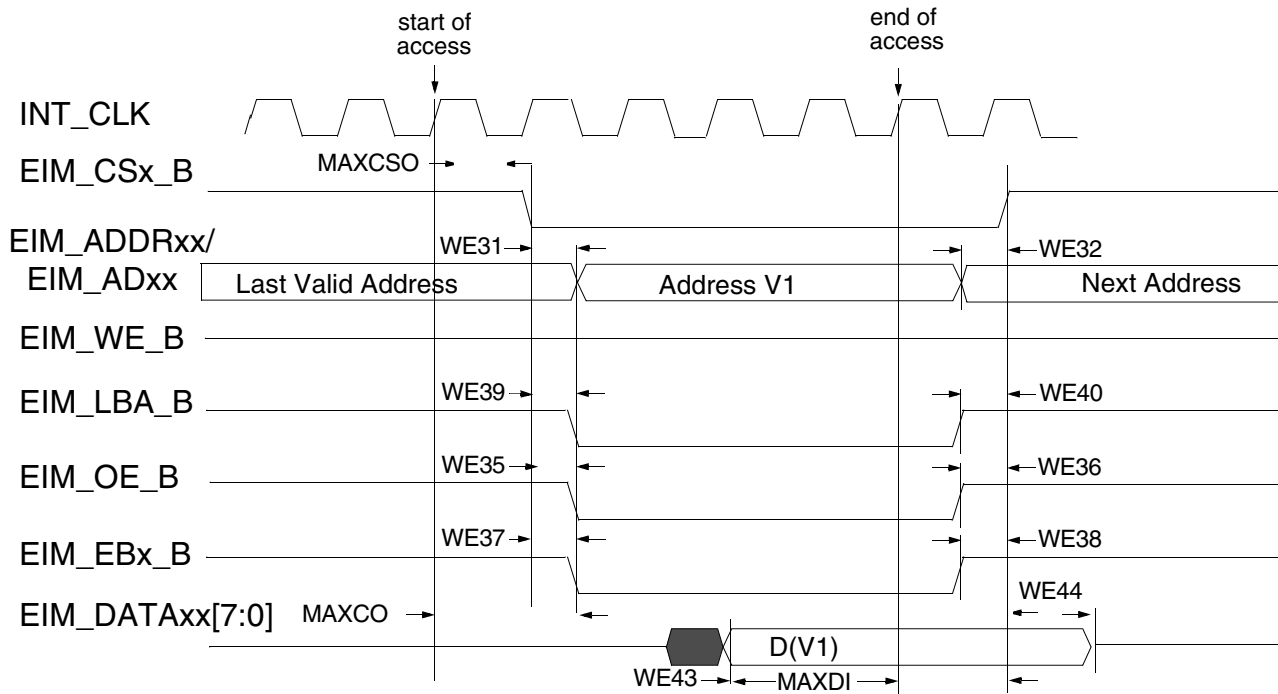 start of
access
end of
access
INT_CLK
EIM_CSx_B
MAXCSO
EIM_ADDRxx/
EIM_ADxx
WE31
WE32
Last Valid Address
Address V1
Next Address
EIM_WE_B
EIM_LBA_B
WE39
WE40
EIM_OE_B
WE35
WE36
EIM_EBx_B
WE37
WE38
EIM_DATAxx[7:0]
MAXCO
WE44
D(V1)
WE43
MAXDI